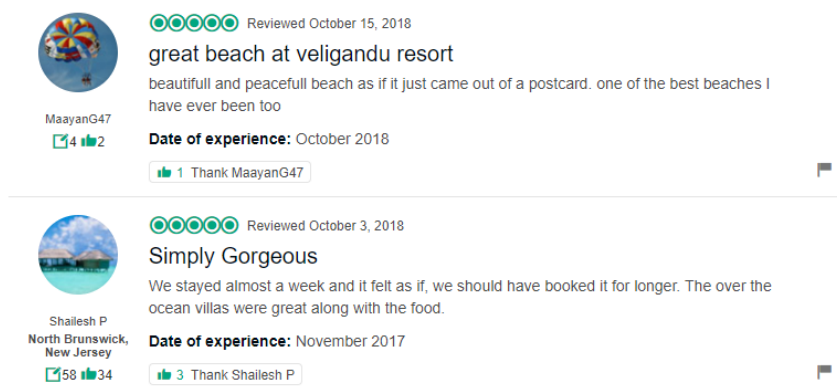 Reviewed October 15, 2018
great beach at veligandu resort
beautifull and peacefull beach as if it just came out of a postcard. one of the best beaches I
have ever been too
MaayanG47
4 2
Date of experience: October 2018
1 Thank MaayanG47
Reviewed October 3, 2018
Simply Gorgeous
We stayed almost a week and it felt as if, we should have booked it for longer. The over the
ocean villas were great along with the food.
Shailesh P
North Brunswick,
New Jersey
58 34
Date of experience: November 2017
3 Thank Shailesh P